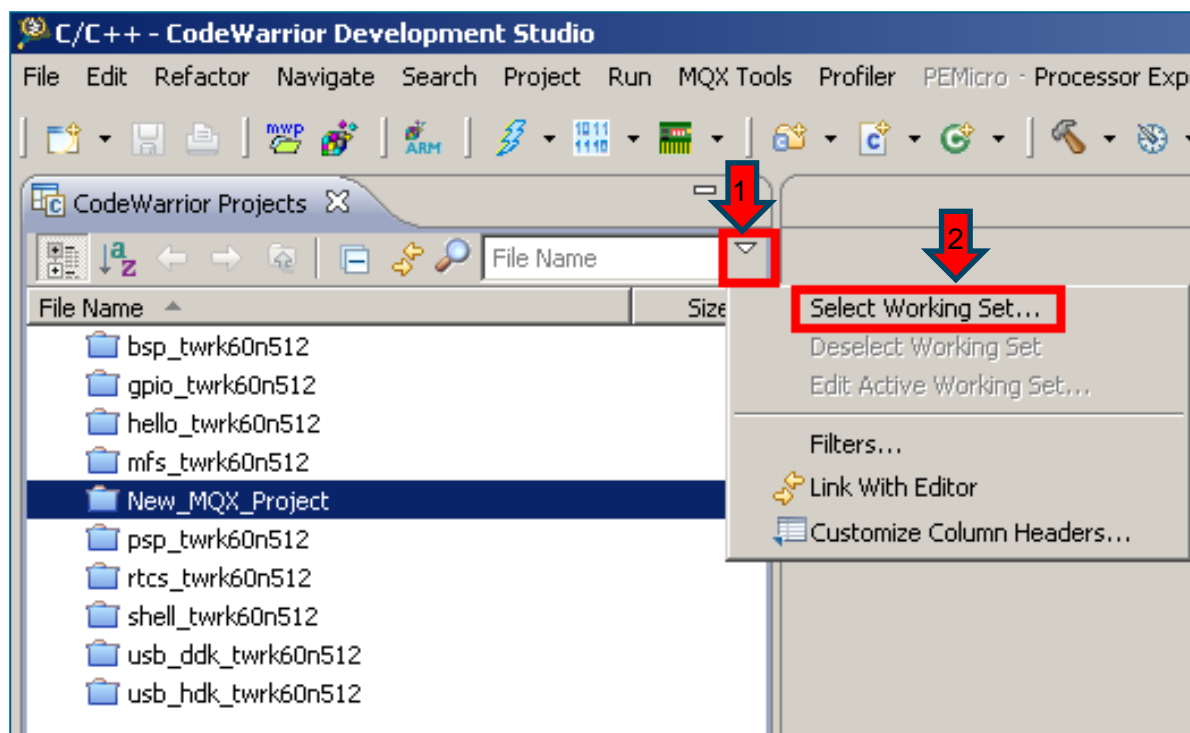 C/C++ - CodeWarrior Development Studio
File Edit Refactor Navigate Search Project Run MQX Tools Profiler PEMicro - Processor Exp
mwp
ARM
1011
1110
c
C
1
C CodeWarrior Projects
a
z
File Name
2
File Name
Size
Select Working Set...
bsp_twrk60n512
Deselect Working Set
gpio_twrk60n512
Edit Active Working Set...
hello_twrk60n512
Filters...
mfs_twrk60n512
Link With Editor
New_MQX_Project
Customize Column Headers...
psp_twrk60n512
rtcs_twrk60n512
shell_twrk60n512
usb_ddk_twrk60n512
usb_hdk_twrk60n512